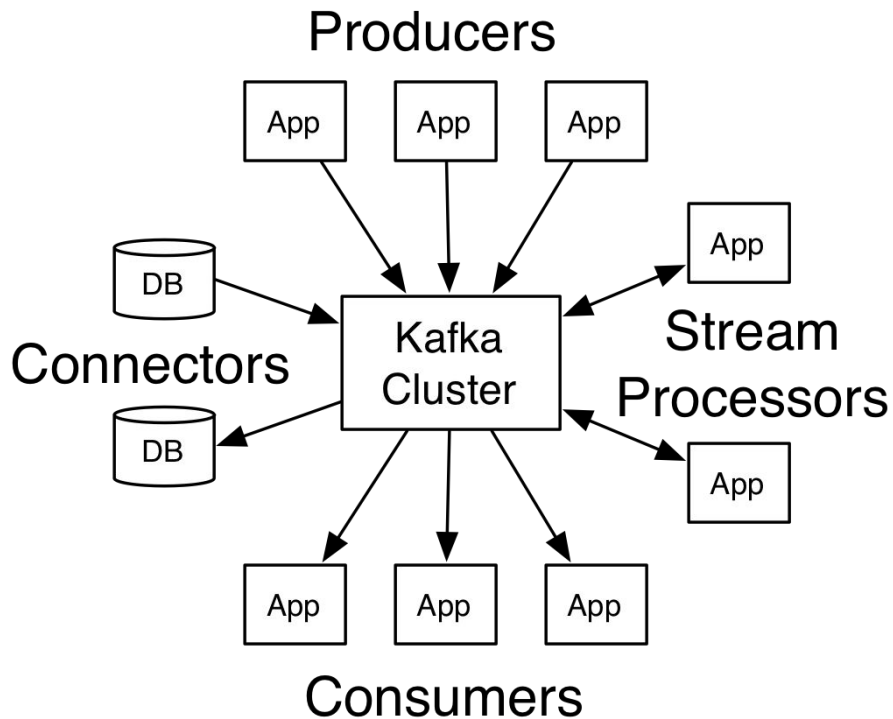 Producers
App
App
App
App
DB
Kafka
Cluster
Stream
Processors
Connectors
DB
App
App
App
App
Consumers